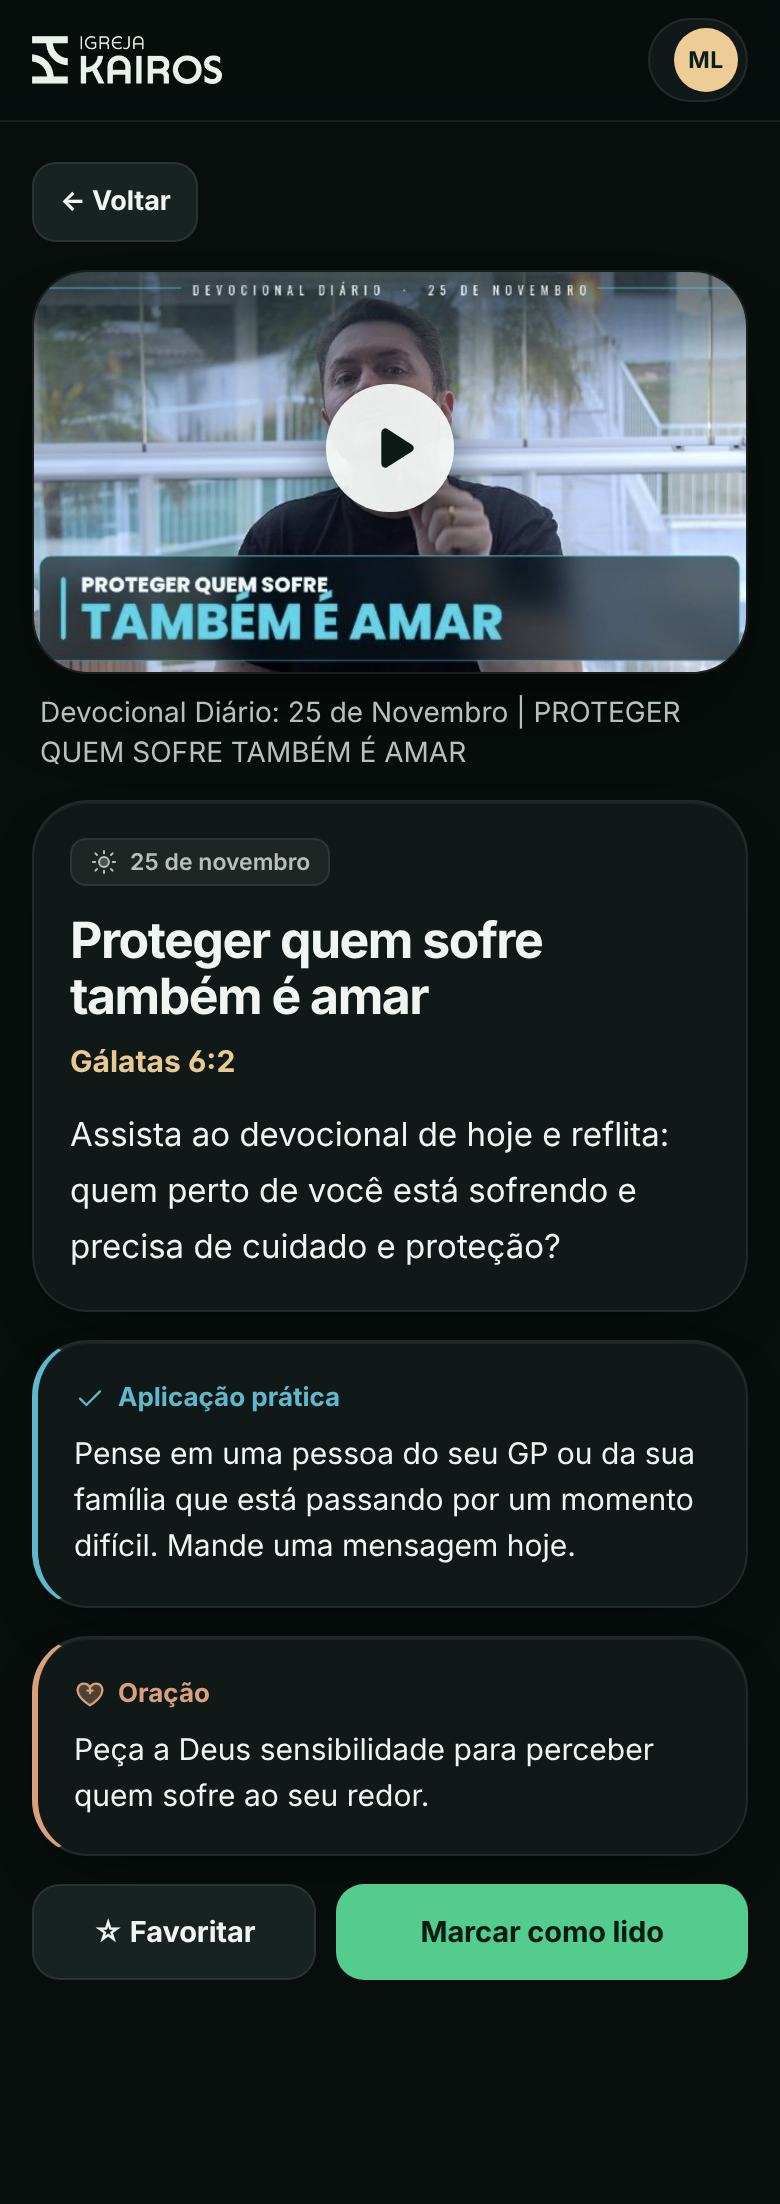 IGREJA
KAIROS
ML
← Voltar
DEVOCIONAL DIÁRIO · 25 DE NOVEMBRO
PROTEGER QUEM SOFRE
TAMBÉM É AMAR
Devocional Diário: 25 de Novembro | PROTEGER
QUEM SOFRE TAMBÉM É AMAR
25 de novembro
Proteger quem sofre
também é amar
Gálatas 6:2
Assista ao devocional de hoje e reflita:
quem perto de você está sofrendo e
precisa de cuidado e proteção?
Aplicação prática
Pense em uma pessoa do seu GP ou da sua
família que está passando por um momento
difícil. Mande uma mensagem hoje.
Oração
Peça a Deus sensibilidade para perceber
quem sofre ao seu redor.
☆ Favoritar
Marcar como lido